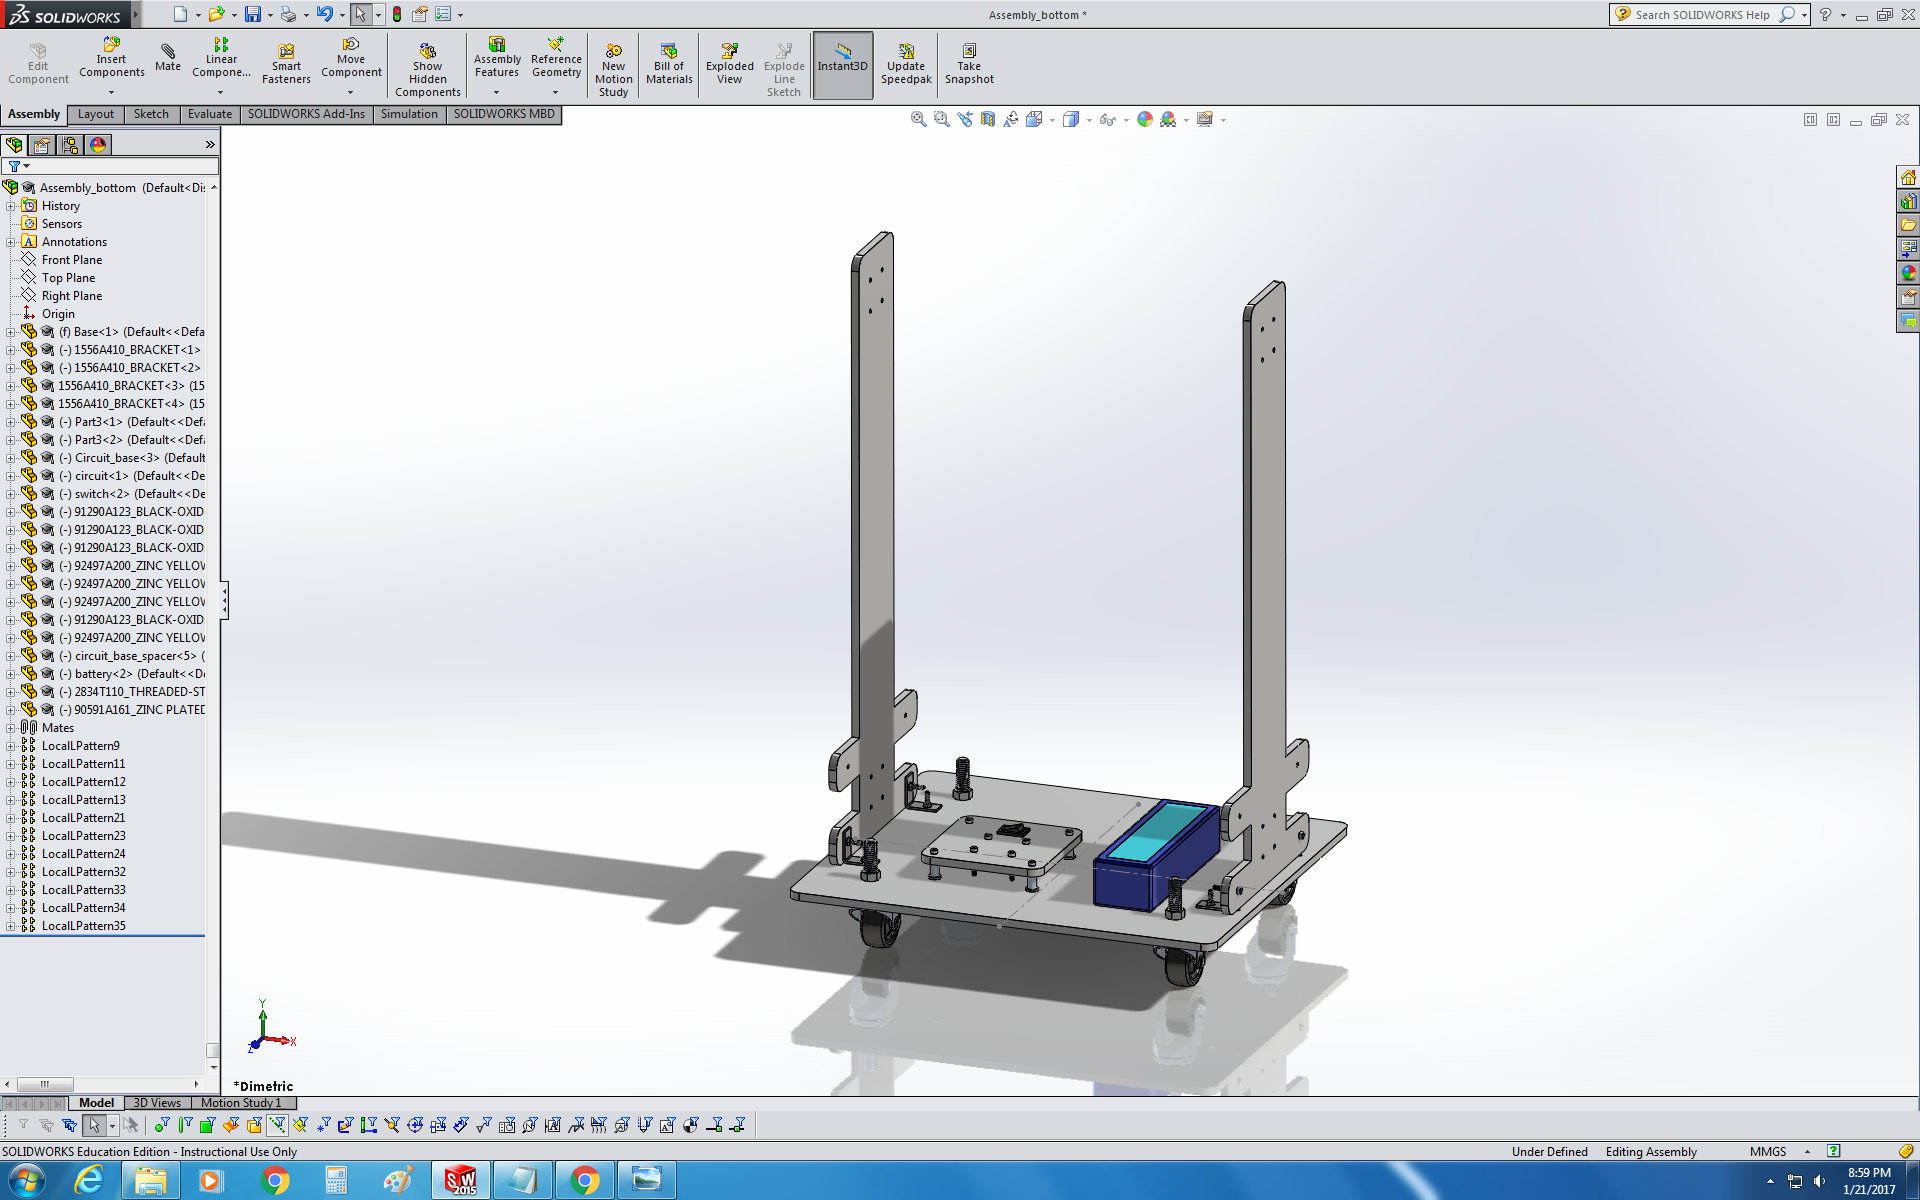 SOLIDWORKS
Assembly_bottom *
Search SOLIDWORKS Help
Edit Component
Insert Components
Mate
Linear Compone...
Smart Fasteners
Move Component
Show Hidden Components
Assembly Features
Reference Geometry
New Motion Study
Bill of Materials
Exploded View
Explode Line Sketch
Instant3D
Update Speedpak
Take Snapshot
Assembly
Layout
Sketch
Evaluate
SOLIDWORKS Add-Ins
Simulation
SOLIDWORKS MBD
Assembly_bottom (Default<Di
History
Sensors
Annotations
Front Plane
Top Plane
Right Plane
Origin
(f) Base<1> (Default<<Defa
(-) 1556A410_BRACKET<1>
(-) 1556A410_BRACKET<2>
1556A410_BRACKET<3> (15
1556A410_BRACKET<4> (15
(-) Part3<1> (Default<<Def
(-) Part3<2> (Default<<Def
(-) Circuit_base<3> (Default
(-) circuit<1> (Default<<De
(-) switch<2> (Default<<De
(-) 91290A123_BLACK-OXID
(-) 91290A123_BLACK-OXID
(-) 91290A123_BLACK-OXID
(-) 92497A200_ZINC YELLOW
(-) 92497A200_ZINC YELLOW
(-) 92497A200_ZINC YELLOW
(-) 91290A123_BLACK-OXID
(-) 92497A200_ZINC YELLOW
(-) circuit_base_spacer<5> (
(-) battery<2> (Default<<D
(-) 2834T110_THREADED-ST
(-) 90591A161_ZINC PLATED
Mates
LocalLPattern9
LocalLPattern11
LocalLPattern12
LocalLPattern13
LocalLPattern21
LocalLPattern23
LocalLPattern24
LocalLPattern32
LocalLPattern33
LocalLPattern34
LocalLPattern35
Y
X
Z
*Dimetric
Model
3D Views
Motion Study 1
SOLIDWORKS Education Edition - Instructional Use Only
Under Defined
Editing Assembly
MMGS
SW
2015
8:59 PM
1/21/2017